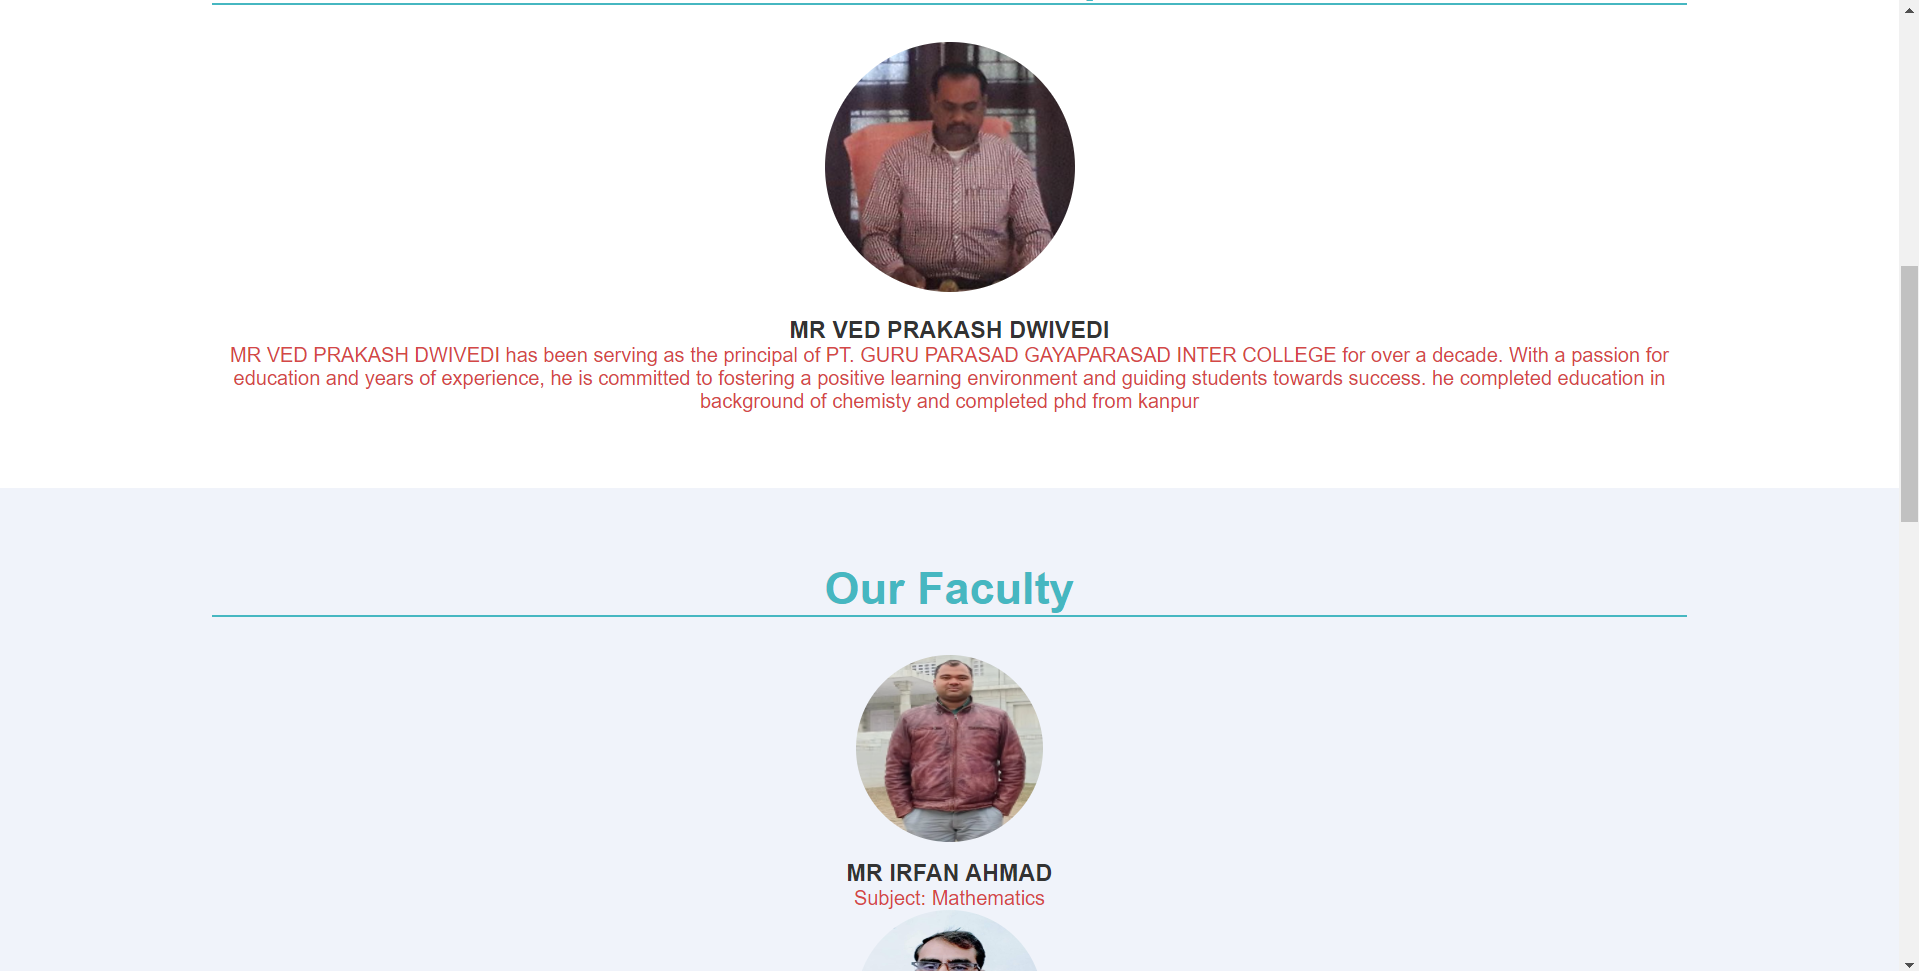 MR VED PRAKASH DWIVEDI
MR VED PRAKASH DWIVEDI has been serving as the principal of PT. GURU PARASAD GAYAPARASAD INTER COLLEGE for over a decade. With a passion for
education and years of experience, he is committed to fostering a positive learning environment and guiding students towards success. he completed education in
background of chemisty and completed phd from kanpur
Our Faculty
MR IRFAN AHMAD
Subject: Mathematics